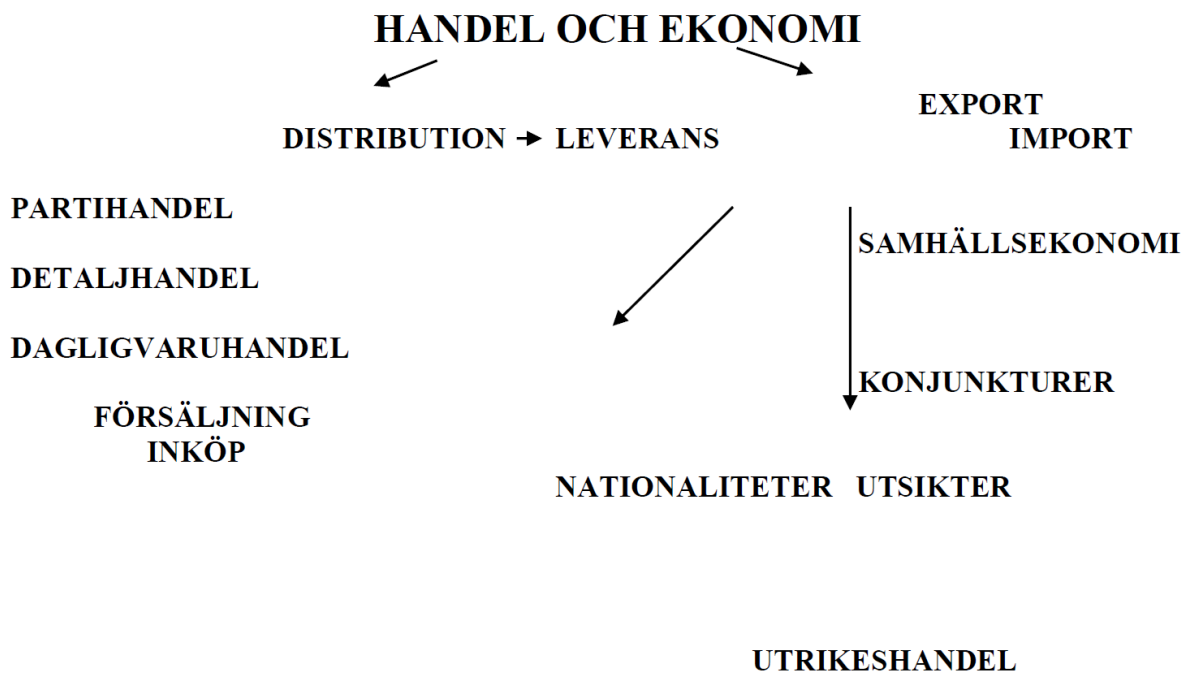 HANDEL OCH EKONOMI
EXPORT
DISTRIBUTION LEVERANS IMPORT
PARTIHANDEL
SAMHÄLLSEKONOMI
DETALJHANDEL
DAGLIGVARUHANDEL
KONJUNKTURER
FÖRSÄLJNING
INKÖP
NATIONALITETER UTSIKTER
UTRIKESHANDEL